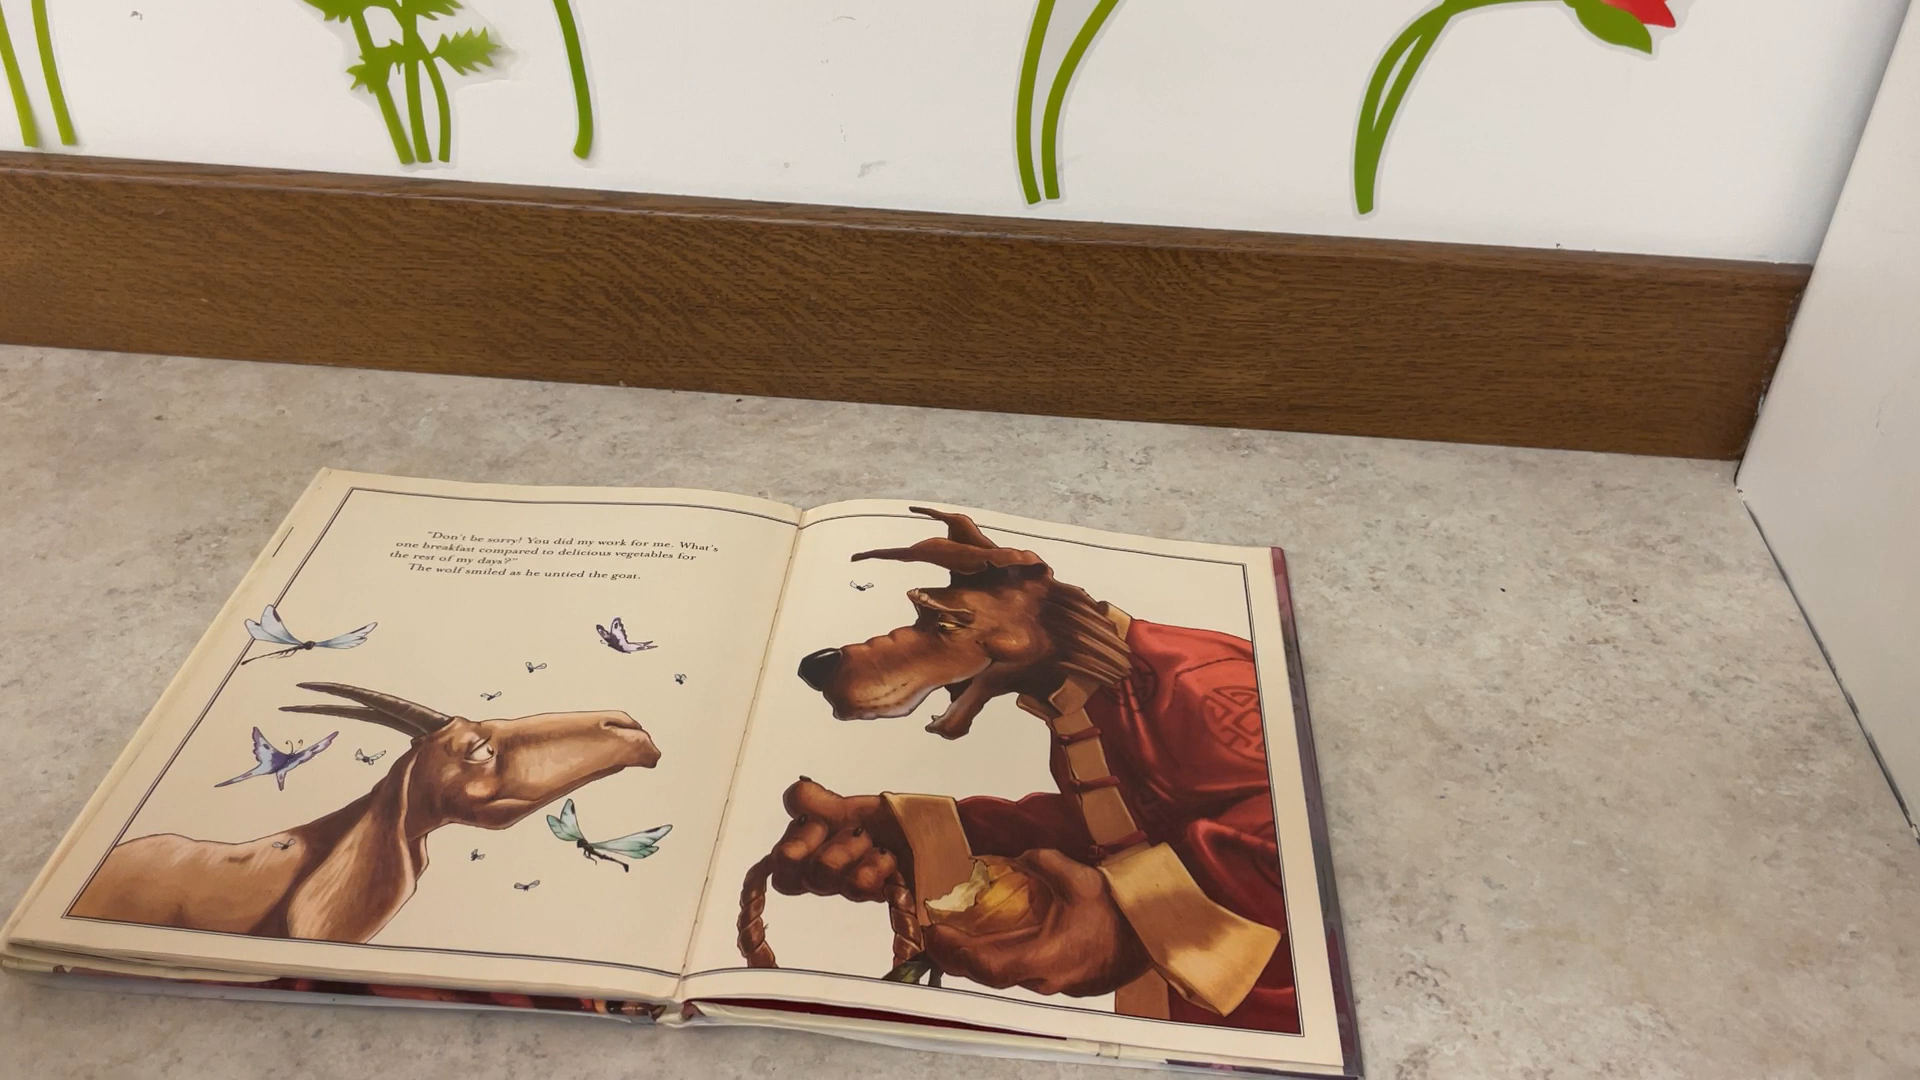 "Don't be sorry! You did my work for me. What's
one breakfast compared to delicious vegetables for
the rest of my days?"
The wolf smiled as he untied the goat.